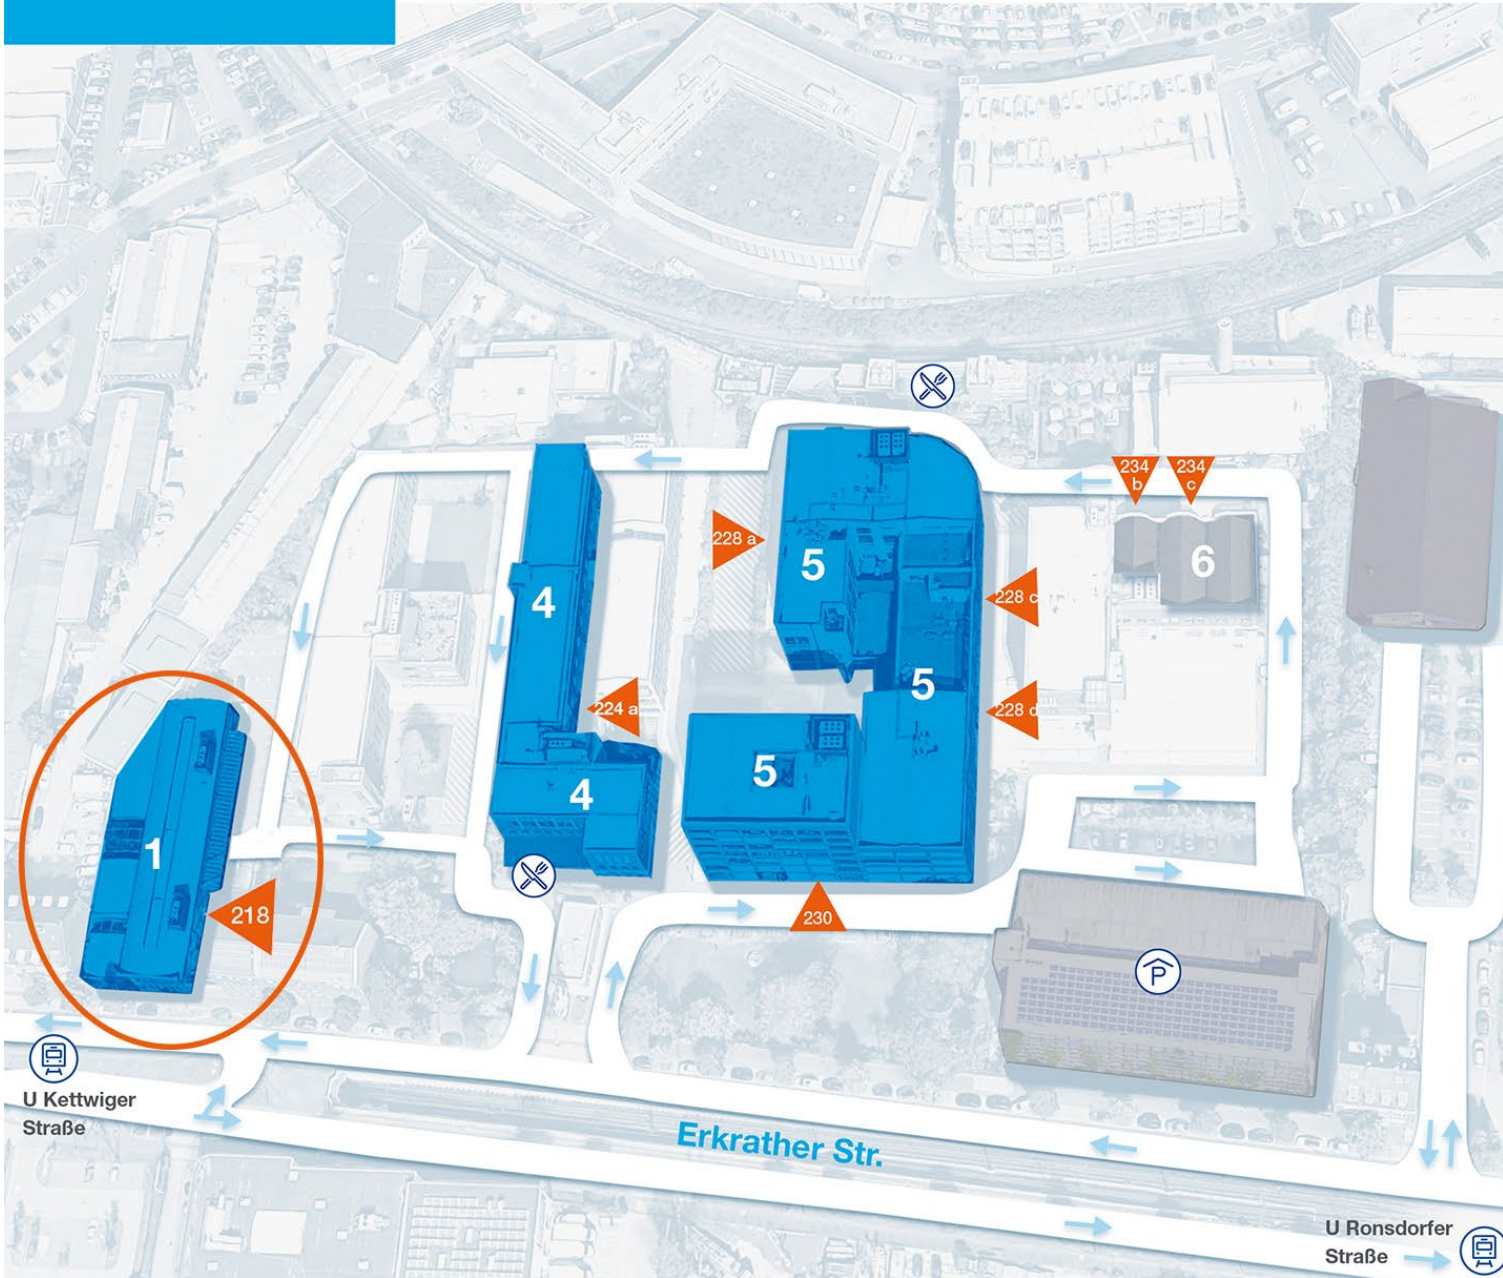 234
b
234
c
228 a
5
6
4
228 c
5
224 a
228 d
5
4
1
218
230
P
U Kettwiger
Straße
Erkrather Str.
U Ronsdorfer
Straße